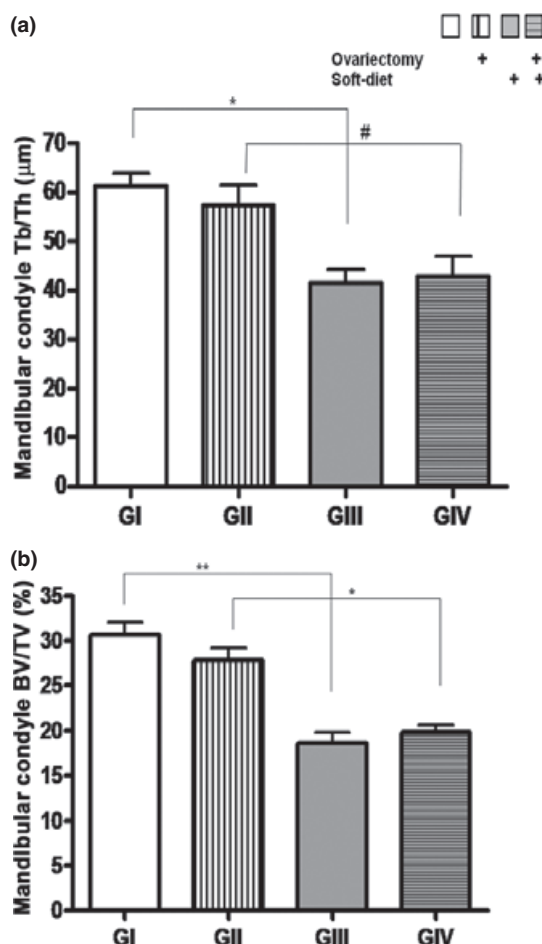 (a)
Ovariectomy + +
Soft-diet + +
* 
#
Mandibular condyle Tb/Th (μm)
70
60
50
40
30
20
10
0
GI GII GIII GIV
(b)
**
*
Mandibular condyle BV/TV (%)
35
30
25
20
15
10
5
0
GI GII GIII GIV